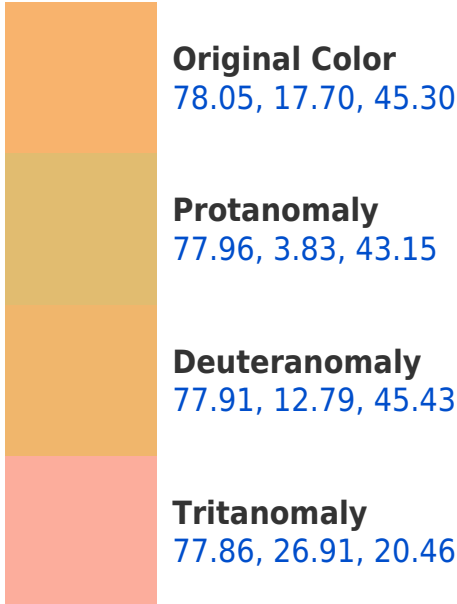 Original Color
78.05, 17.70, 45.30
Protanomaly
77.96, 3.83, 43.15
Deuteranomaly
77.91, 12.79, 45.43
Tritanomaly
77.86, 26.91, 20.46